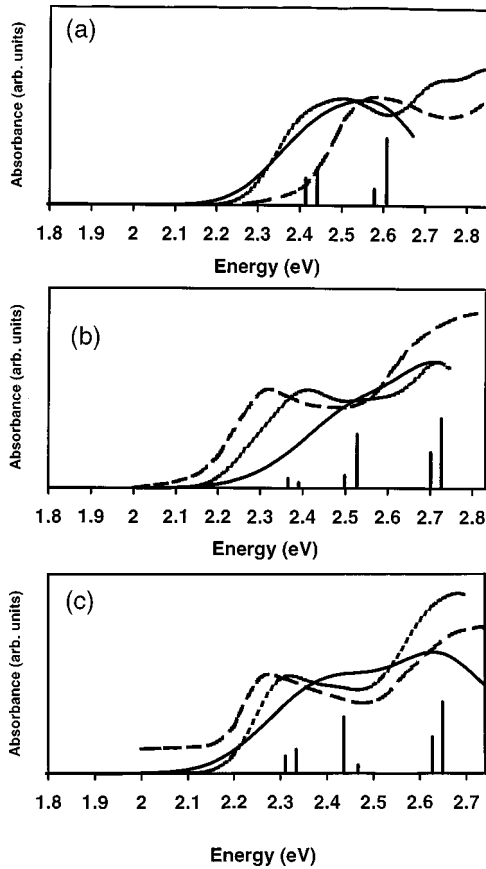 (a)
Absorbance (arb. units)
1.8 1.9 2 2.1 2.2 2.3 2.4 2.5 2.6 2.7 2.8
Energy (eV)
(b)
Absorbance (arb. units)
1.8 1.9 2 2.1 2.2 2.3 2.4 2.5 2.6 2.7 2.8
Energy (eV)
(c)
Absorbance (arb. units)
1.8 1.9 2 2.1 2.2 2.3 2.4 2.5 2.6 2.7
Energy (eV)